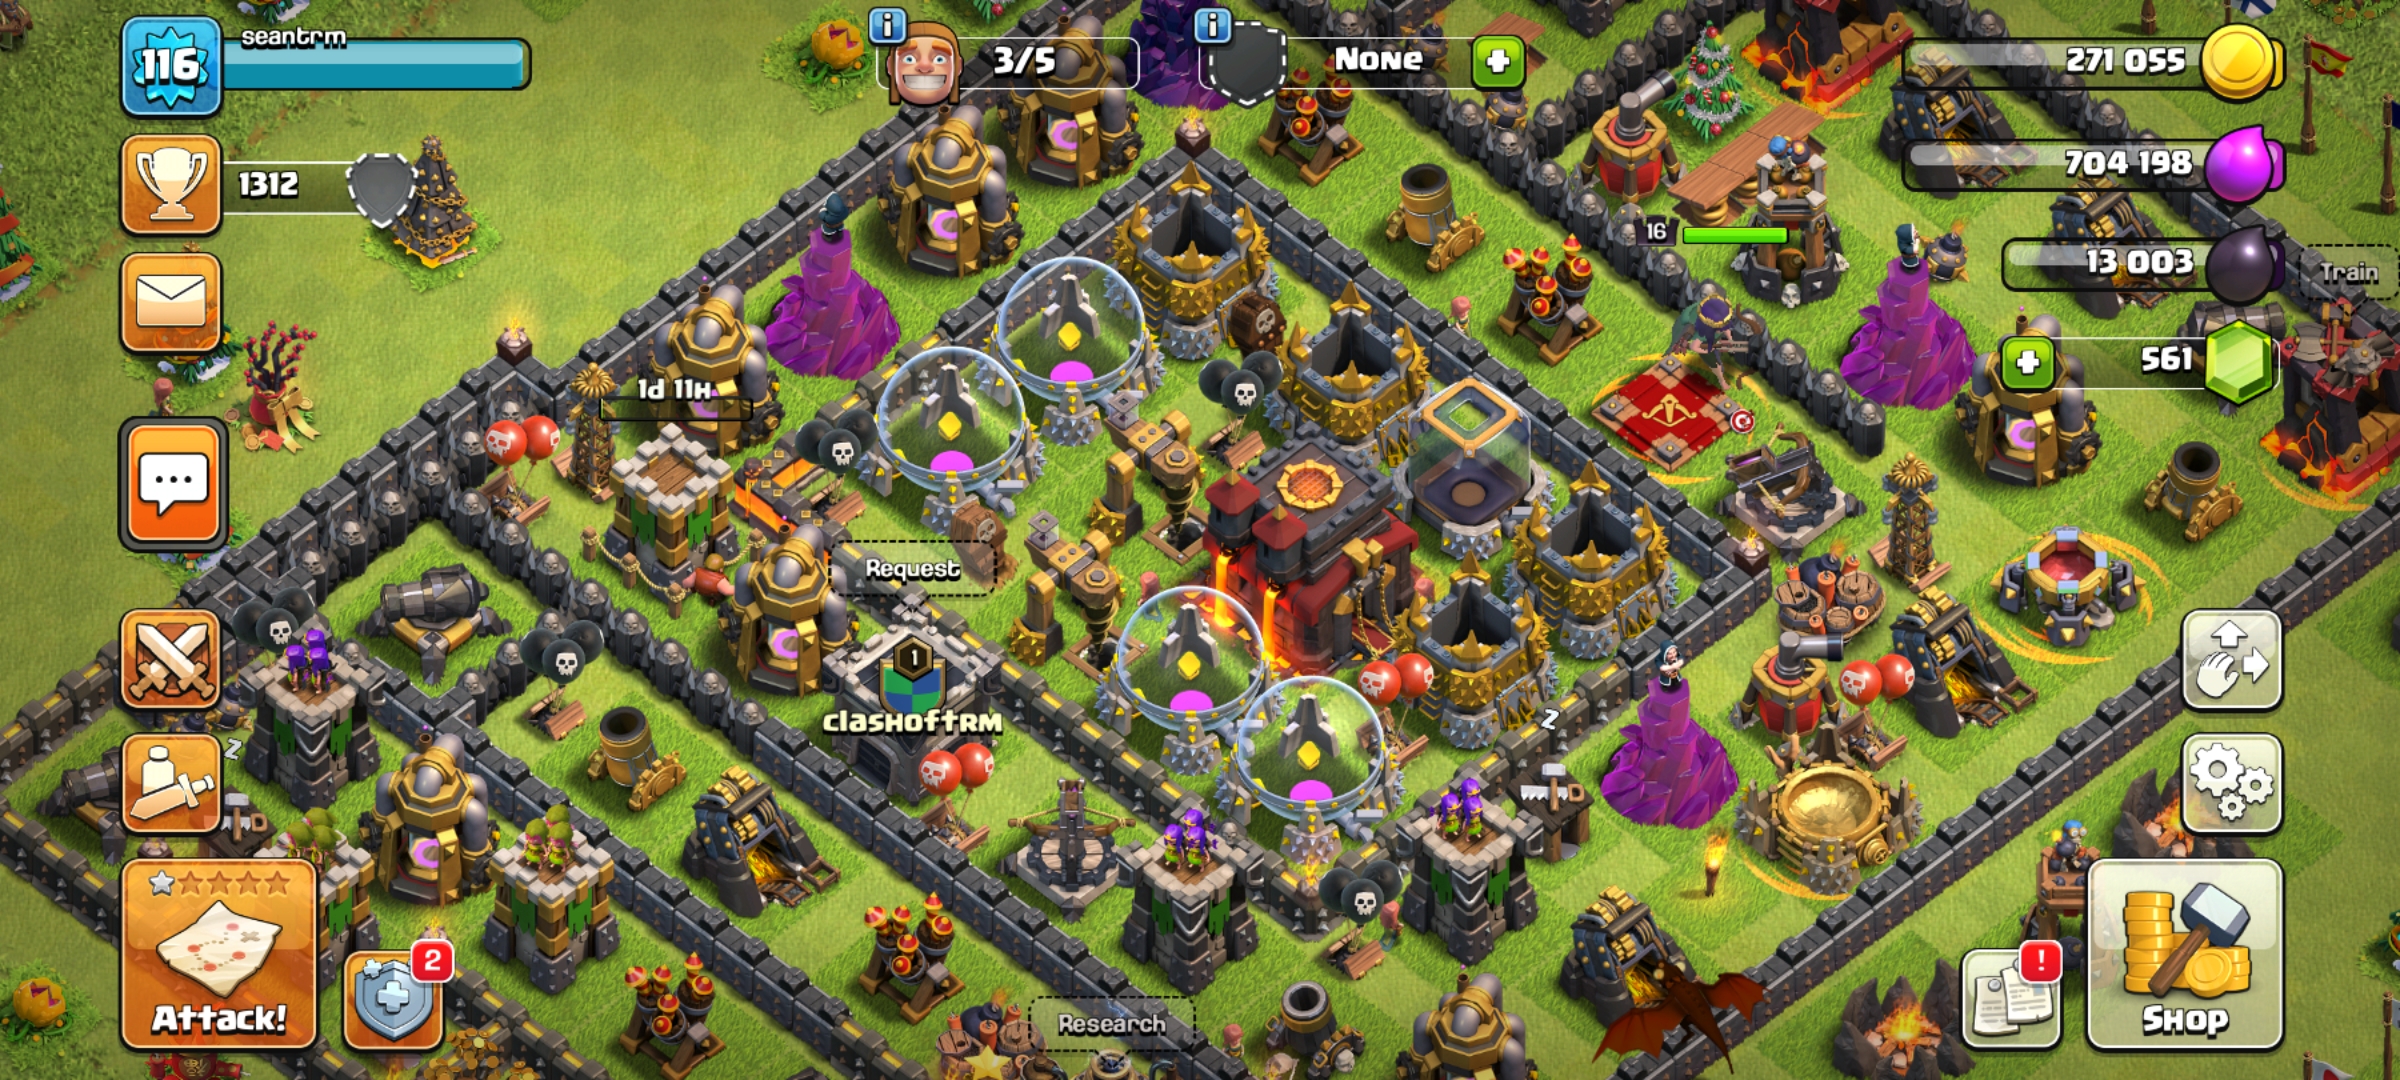 116
seantrm
3/5
None
271 055
1312
704 198
16
13 003
Train
561
1d 11H
Request
1
clashoftrm
z
z
Attack!
2
Research
!
Shop